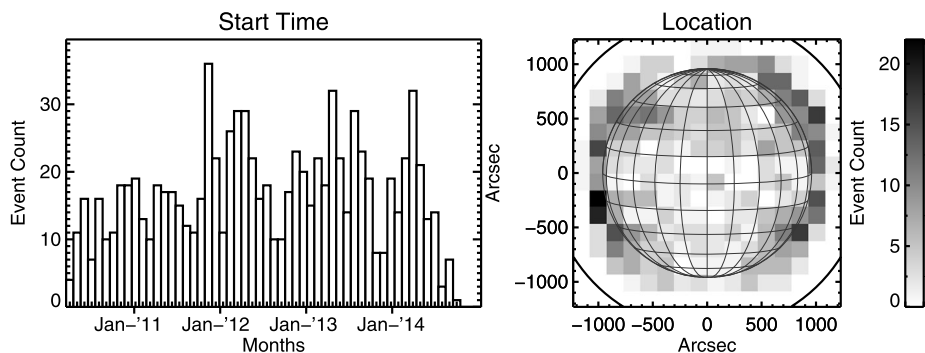 Start Time
Event Count
30
20
10
0
Jan–'11
Jan–'12
Jan–'13
Jan–'14
Months
Location
Arcsec
1000
500
0
−500
−1000
−1000
−500
0
500
1000
Arcsec
Event Count
20
15
10
5
0